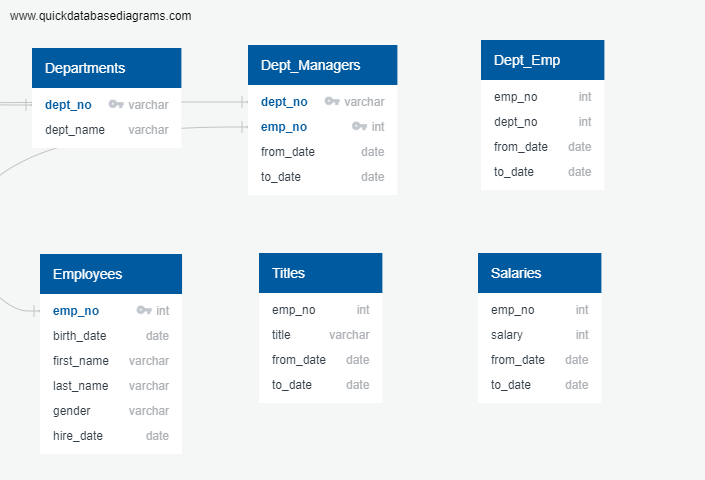 www.quickdatabasediagrams.com
Departments
dept_no varchar
dept_name varchar
Dept_Managers
dept_no varchar
emp_no int
from_date date
to_date date
Dept_Emp
emp_no int
dept_no int
from_date date
to_date date
Employees
emp_no int
birth_date date
first_name varchar
last_name varchar
gender varchar
hire_date date
Titles
emp_no int
title varchar
from_date date
to_date date
Salaries
emp_no int
salary int
from_date date
to_date date